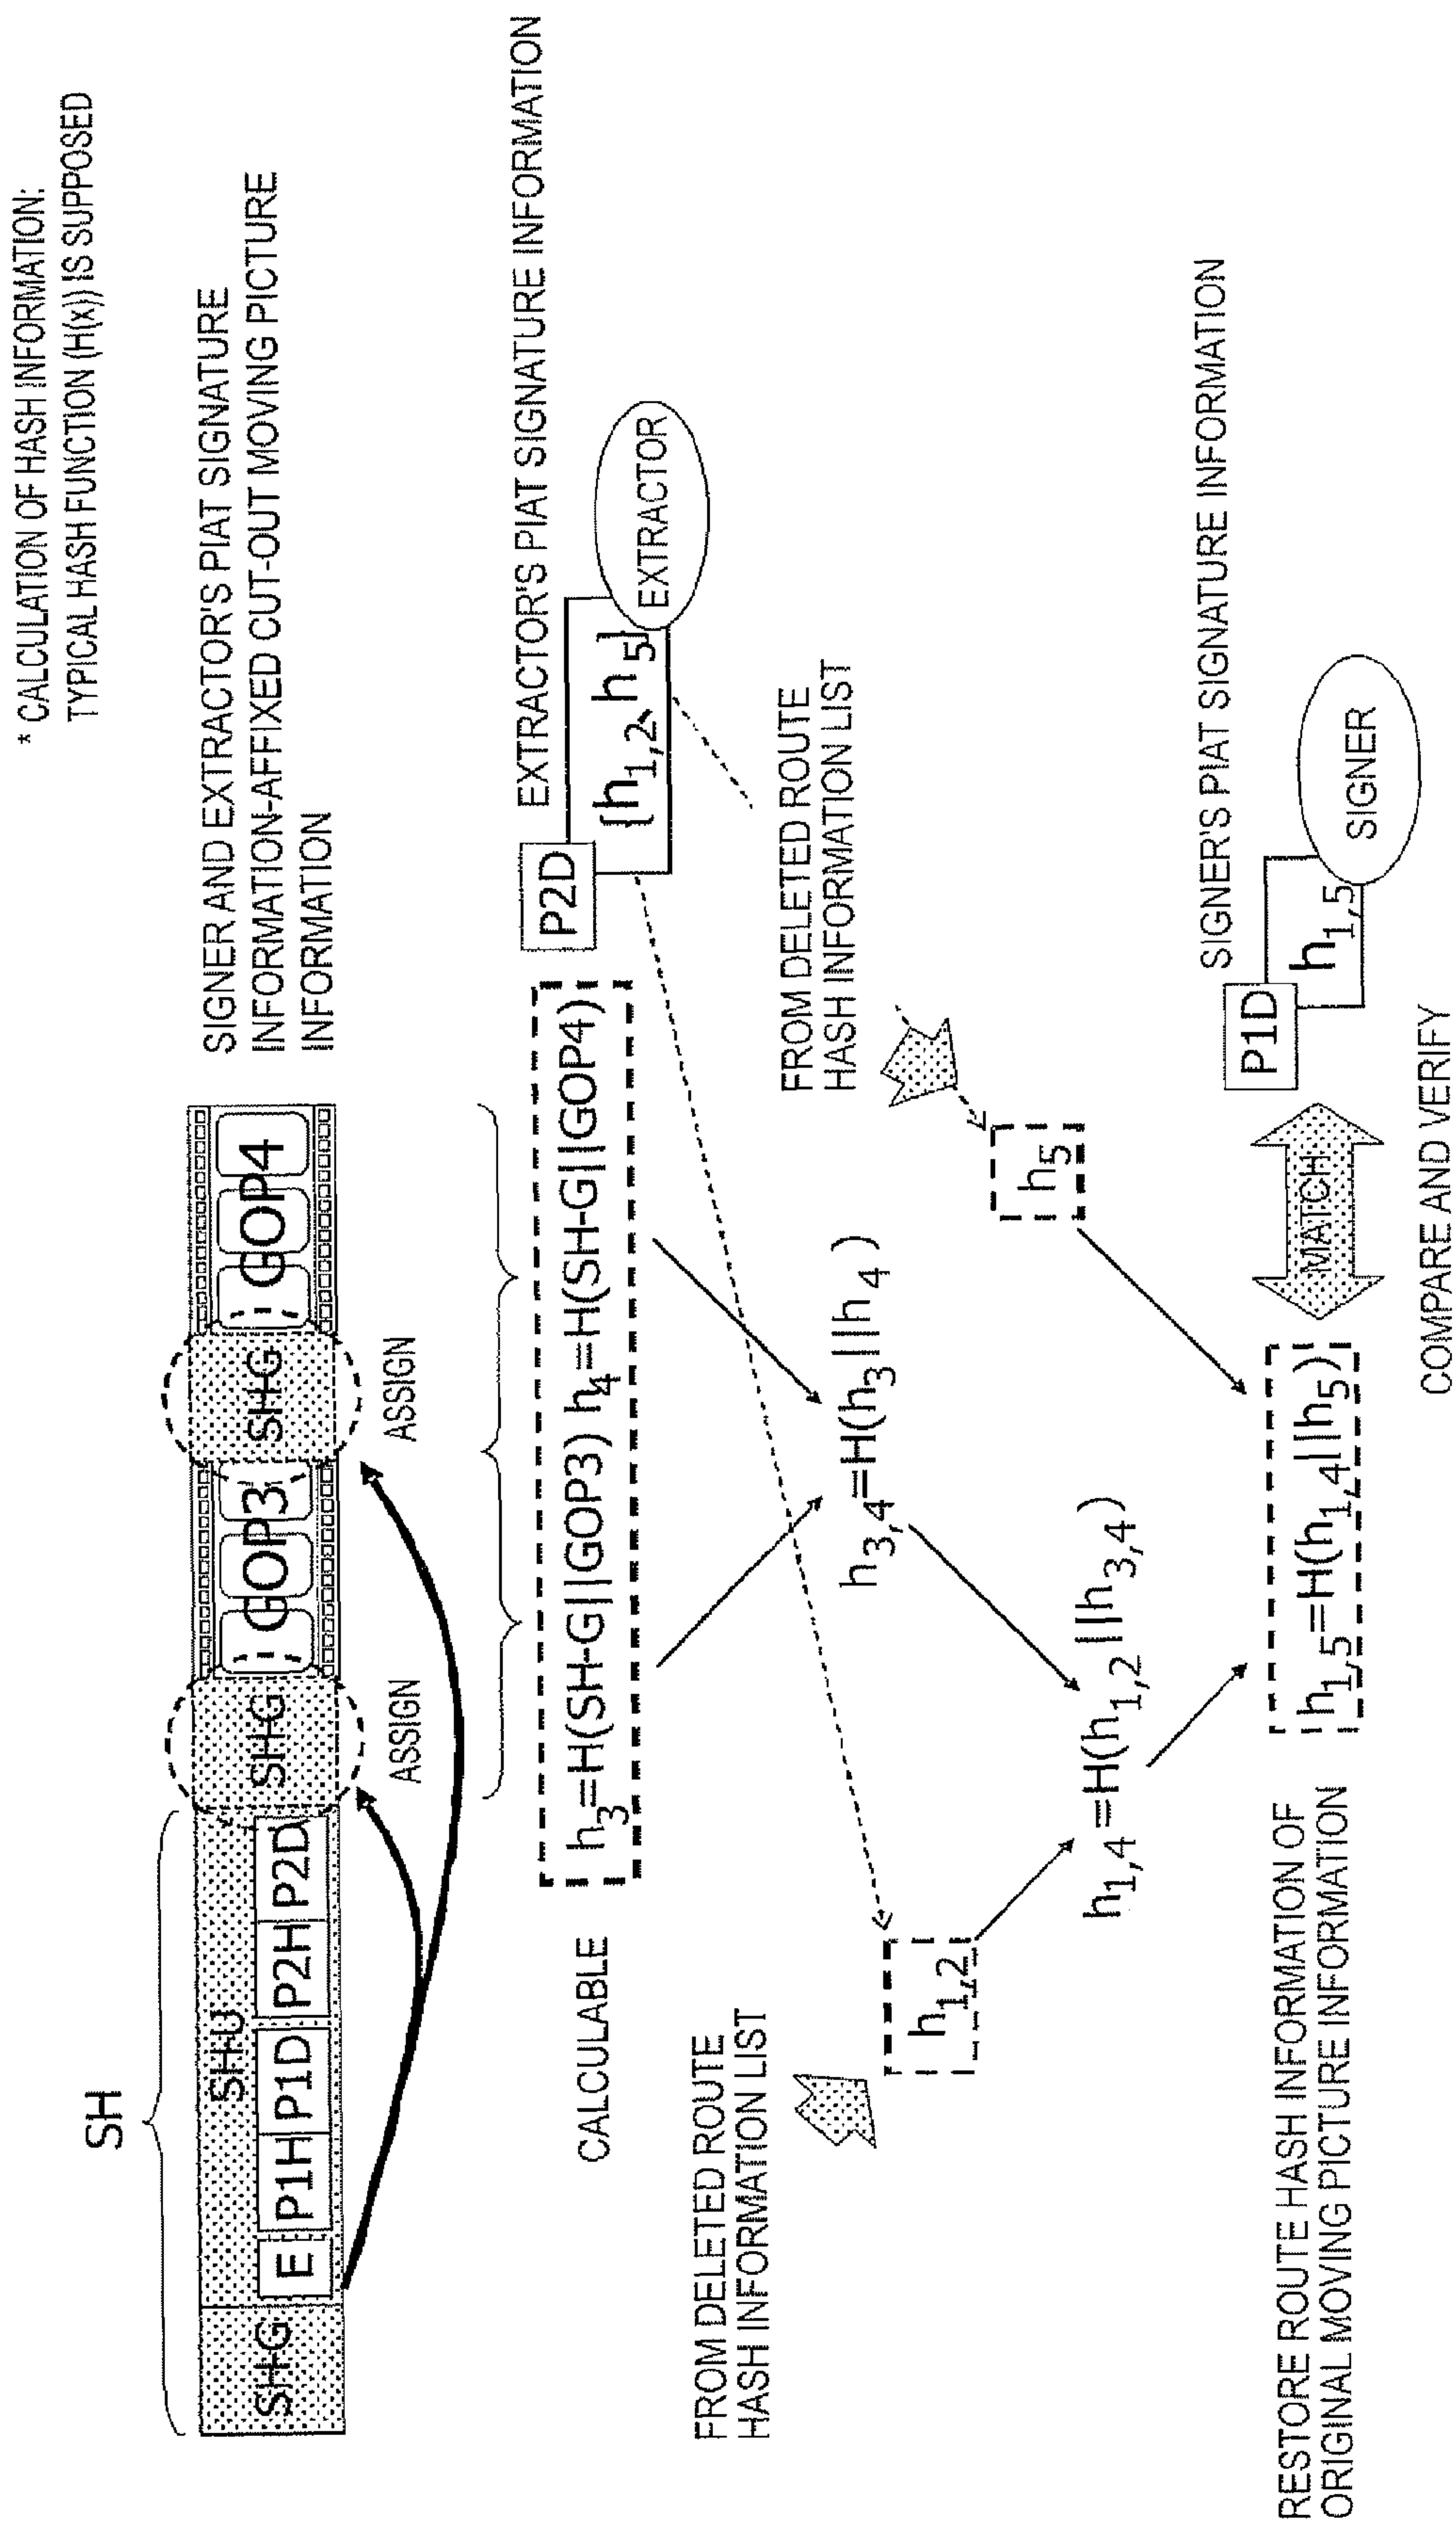 * CALCULATION OF HASH INFORMATION:
TYPICAL HASH FUNCTION (H(x)) IS SUPPOSED
SH
SH-G
SH-U
E
P1H
P1D
P2H
P2D
SH-G
GOP3
SH-G
GOP4
SIGNER AND EXTRACTOR'S PIAT SIGNATURE
INFORMATION-AFFIXED CUT-OUT MOVING PICTURE
INFORMATION
ASSIGN
ASSIGN
CALCULABLE
h3=H(SH-G||GOP3) h4=H(SH-G||GOP4)
EXTRACTOR'S PIAT SIGNATURE INFORMATION
P2D
{h1,2、h5}
EXTRACTOR
FROM DELETED ROUTE
HASH INFORMATION LIST
FROM DELETED ROUTE
HASH INFORMATION LIST
h3,4=H(h3||h4)
h1,2
h5
h1,4=H(h1,2||h3,4)
SIGNER'S PIAT SIGNATURE INFORMATION
RESTORE ROUTE HASH INFORMATION OF
ORIGINAL MOVING PICTURE INFORMATION
h1,5=H(h1,4||h5)
MATCH
P1D
h1,5
SIGNER
COMPARE AND VERIFY